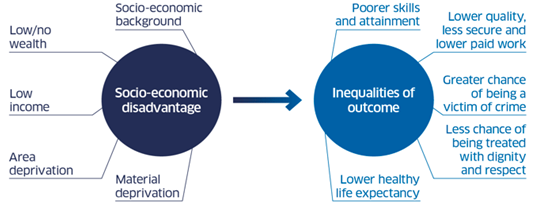 Socio-economic
background
Low/no
wealth
Low
income
Area
deprivation
Material
deprivation
Socio-economic
disadvantage
Inequalities of
outcome
Poorer skills
and attainment
Lower quality,
less secure and
lower paid work
Greater chance
of being a
victim of crime
Less chance of
being treated
with dignity
and respect
Lower healthy
life expectancy